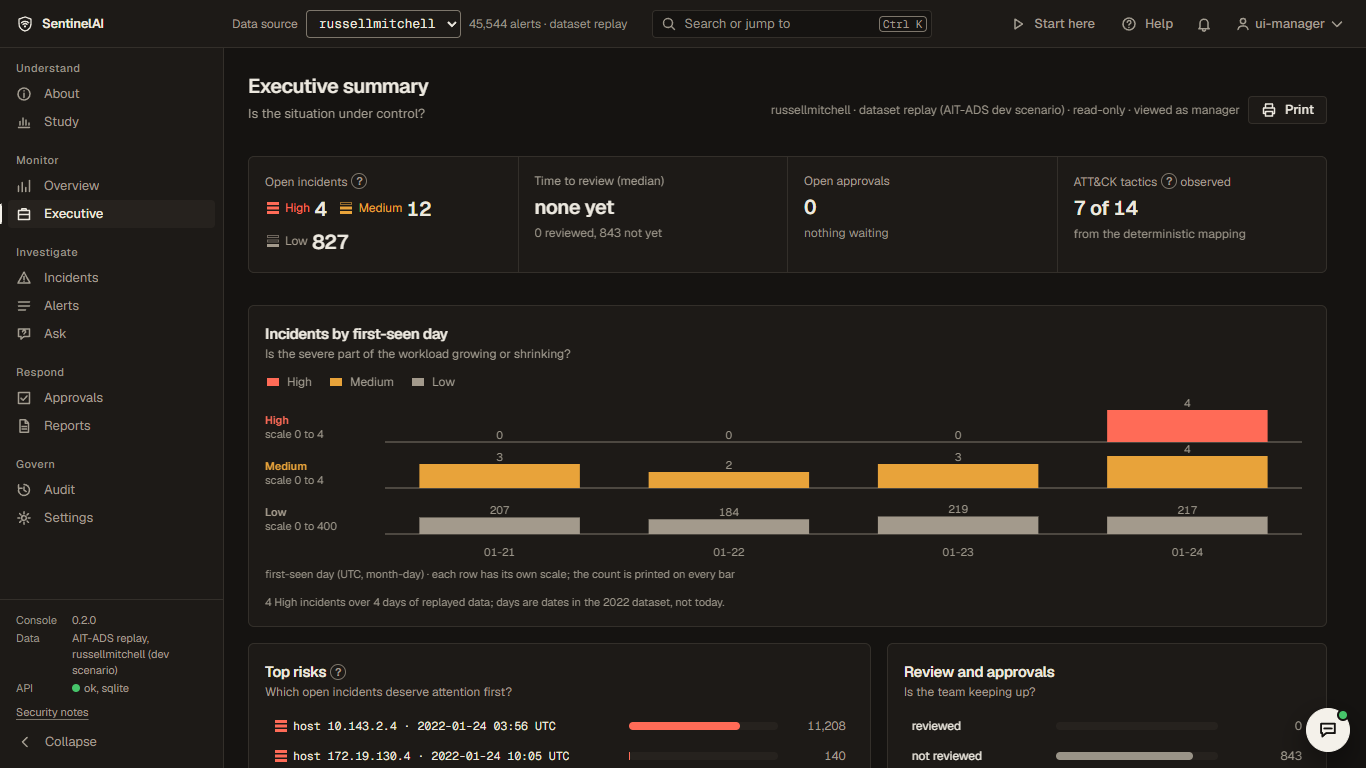 SentinelAI
Data source russellmitchell 45,544 alerts · dataset replay
Search or jump to Ctrl K
Start here
Help
ui-manager
Understand
About
Study
Monitor
Overview
Executive
Investigate
Incidents
Alerts
Ask
Respond
Approvals
Reports
Govern
Audit
Settings
Console 0.2.0
Data AIT-ADS replay,
russellmitchell (dev
scenario)
API ok, sqlite
Security notes
Collapse
Executive summary
Is the situation under control?
russellmitchell · dataset replay (AIT-ADS dev scenario) · read-only · viewed as manager
Print
Open incidents ?
High 4 Medium 12
Low 827
Time to review (median)
none yet
0 reviewed, 843 not yet
Open approvals
0
nothing waiting
ATT&CK tactics ? observed
7 of 14
from the deterministic mapping
Incidents by first-seen day
Is the severe part of the workload growing or shrinking?
High Medium Low
High
scale 0 to 4
0 0 0 4
Medium
scale 0 to 4
3 2 3 4
Low
scale 0 to 400
207 184 219 217
01-21 01-22 01-23 01-24
first-seen day (UTC, month-day) · each row has its own scale; the count is printed on every bar
4 High incidents over 4 days of replayed data; days are dates in the 2022 dataset, not today.
Top risks ?
Which open incidents deserve attention first?
host 10.143.2.4 · 2022-01-24 03:56 UTC 11,208
host 172.19.130.4 · 2022-01-24 10:05 UTC 140
Review and approvals
Is the team keeping up?
reviewed 0
not reviewed 843